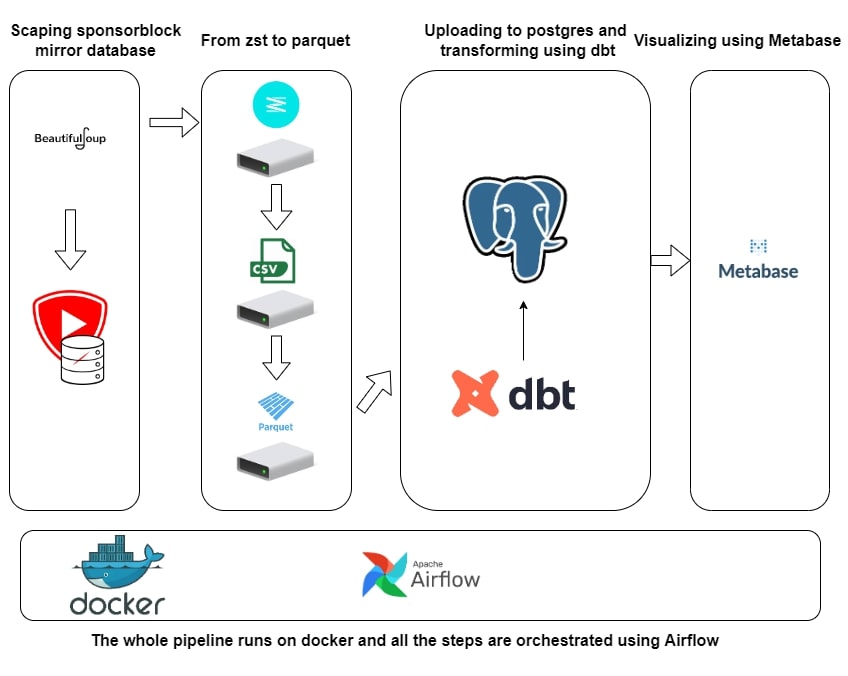 Scaping sponsorblock
mirror database
From zst to parquet
Uploading to postgres and
transforming using dbt
Visualizing using Metabase
BeautifulSoup
CSV
Parquet
dbt
Metabase
docker
Apache
Airflow
The whole pipeline runs on docker and all the steps are orchestrated using Airflow